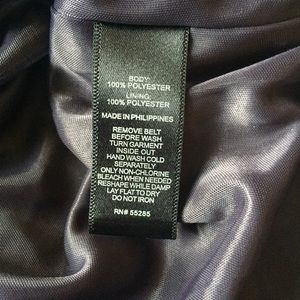 BODY:
100% POLYESTER
LINING:
100% POLYESTER
MADE IN PHILIPPINES
REMOVE BELT
BEFORE WASH
TURN GARMENT
INSIDE OUT
HAND WASH COLD
SEPARATELY
ONLY NON-CHLORINE
BLEACH WHEN NEEDED
RESHAPE WHILE DAMP
LAY FLAT TO DRY
DO NOT IRON
RN# 55285